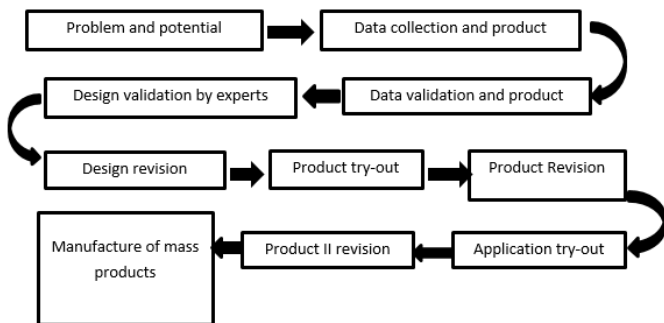 Problem and potential
Data collection and product
Data validation and product
Design validation by experts
Design revision
Product try-out
Product Revision
Application try-out
Product II revision
Manufacture of mass
products